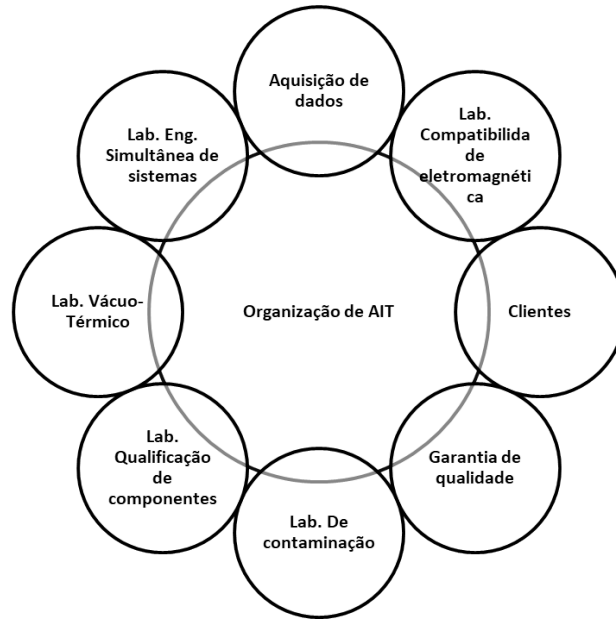 Aquisição de
dados
Lab.
Compatibilida
de
eletromagnéti
ca
Lab. Eng.
Simultânea de
sistemas
Lab. Vácuo-
Térmico
Organização de AIT
Clientes
Lab.
Qualificação
de
componentes
Garantia de
qualidade
Lab. De
contaminação